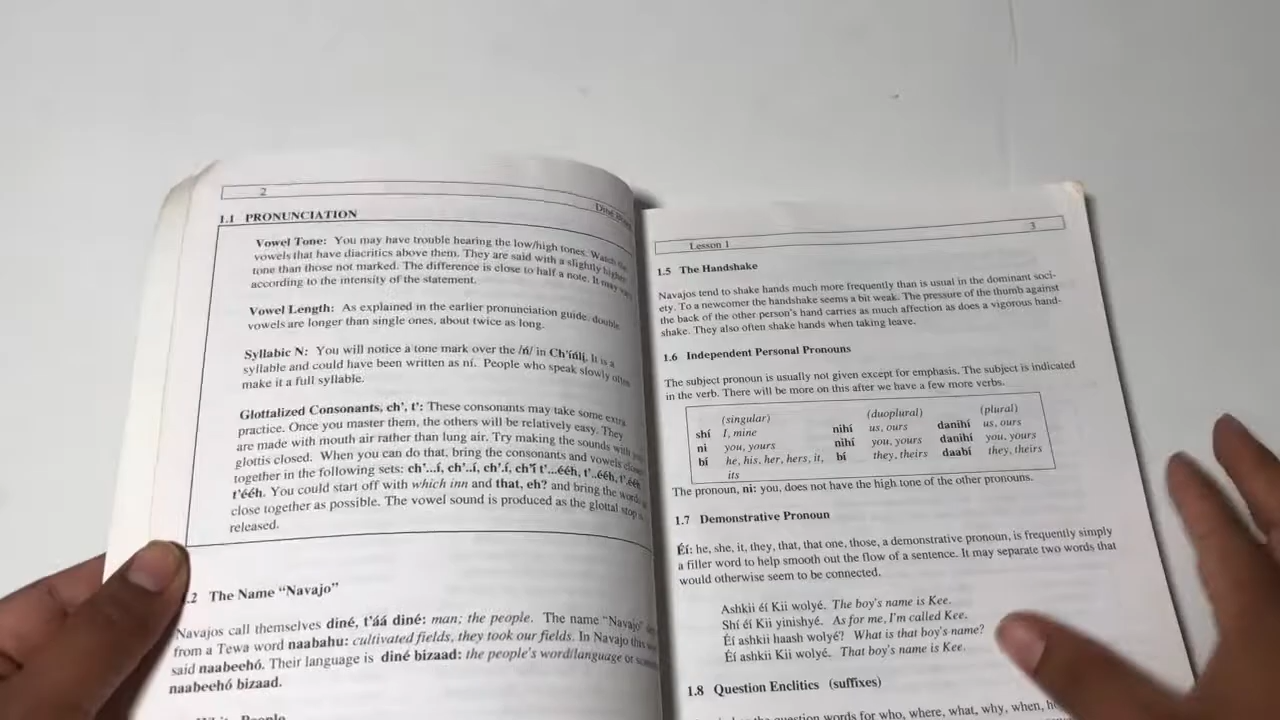 2
Diné
1.1 PRONUNCIATION
Vowel Tone: You may have trouble hearing the low/high tones. Watch
vowels that have diacritics above them. They are said with a slightly higher
tone than those not marked. The difference is close to half a note. It may
according to the intensity of the statement.
Vowel Length: As explained in the earlier pronunciation guide, double
vowels are longer than single ones, about twice as long.
Syllabic N: You will notice a tone mark over the /ń/ in Ch'ínlį. It is a
syllable and could have been written as ní. People who speak slowly often
make it a full syllable.
Glottalized Consonants, ch', t': These consonants may take some extra
practice. Once you master them, the others will be relatively easy. They
are made with mouth air rather than lung air. Try making the sounds with
glottis closed. When you can do that, bring the consonants and vowels
together in the following sets: ch'...í, ch'..í, ch'.í, ch'í t'...ééh, t'..ééh, t'.ééh
t'ééh. You could start off with which inn and that, eh? and bring the words
close together as possible. The vowel sound is produced as the glottal stop
released.
.2 The Name "Navajo"
Navajos call themselves diné, t'áá diné: man; the people. The name "Navajo"
from a Tewa word naabahu: cultivated fields, they took our fields. In Navajo this
said naabeehó. Their language is diné bizaad: the people's word/language or
naabeehó bizaad.
People
Lesson 1
3
1.5 The Handshake
Navajos tend to shake hands much more frequently than is usual in the dominant soci-
ety. To a newcomer the handshake seems a bit weak. The pressure of the thumb against
the back of the other person's hand carries as much affection as does a vigorous hand-
shake. They also often shake hands when taking leave.
1.6 Independent Personal Pronouns
The subject pronoun is usually not given except for emphasis. The subject is indicated
in the verb. There will be more on this after we have a few more verbs.
(singular) (duoplural) (plural)
shí I, mine nihí us, ours danihí us, ours
ni you, yours nihí you, yours danihí you, yours
bí he, his, her, hers, it, bí they, theirs daabí they, theirs
its
The pronoun, ni: you, does not have the high tone of the other pronouns.
1.7 Demonstrative Pronoun
Éí: he, she, it, they, that, that one, those, a demonstrative pronoun, is frequently simply
a filler word to help smooth out the flow of a sentence. It may separate two words that
would otherwise seem to be connected.
Ashkii éí Kii wolyé. The boy's name is Kee.
Shí éí Kii yinishyé. As for me, I'm called Kee.
Éí ashkii haash wolyé? What is that boy's name?
Éí ashkii Kii wolyé. That boy's name is Kee.
1.8 Question Enclitics (suffixes)
the question words for who, where, what, why, when,